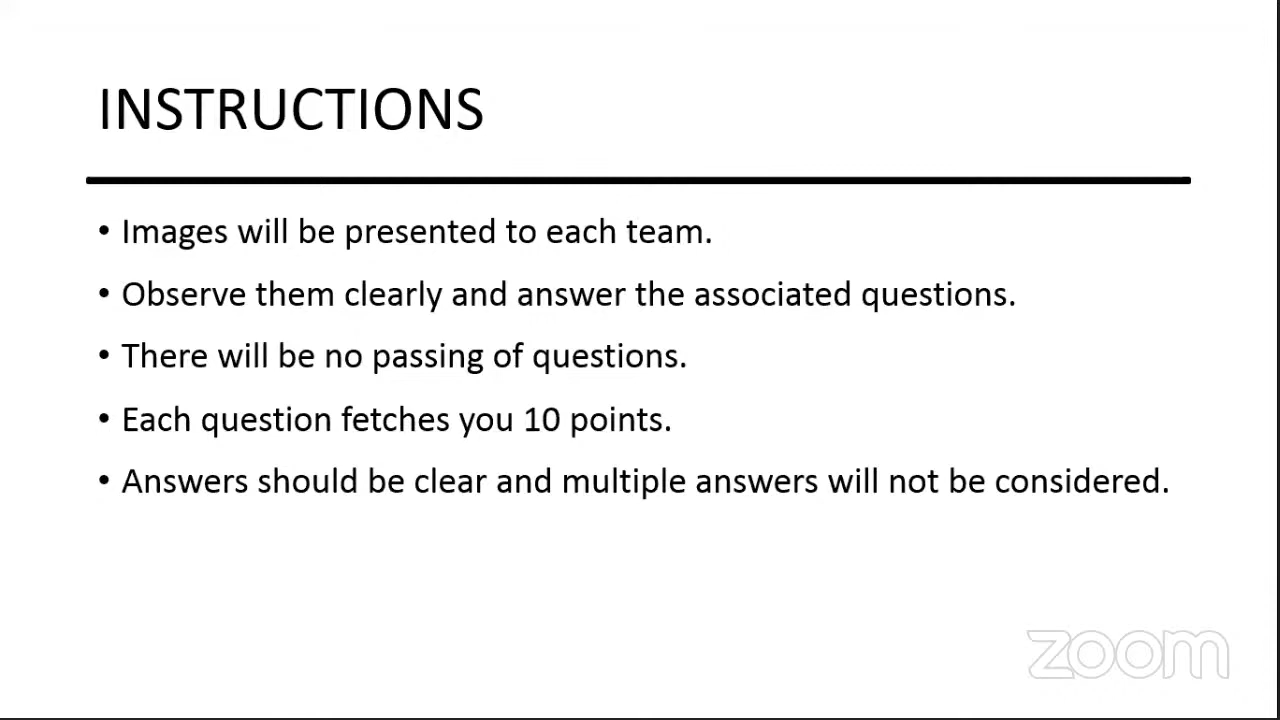 INSTRUCTIONS
• Images will be presented to each team.
• Observe them clearly and answer the associated questions.
• There will be no passing of questions.
• Each question fetches you 10 points.
• Answers should be clear and multiple answers will not be considered.
zoom